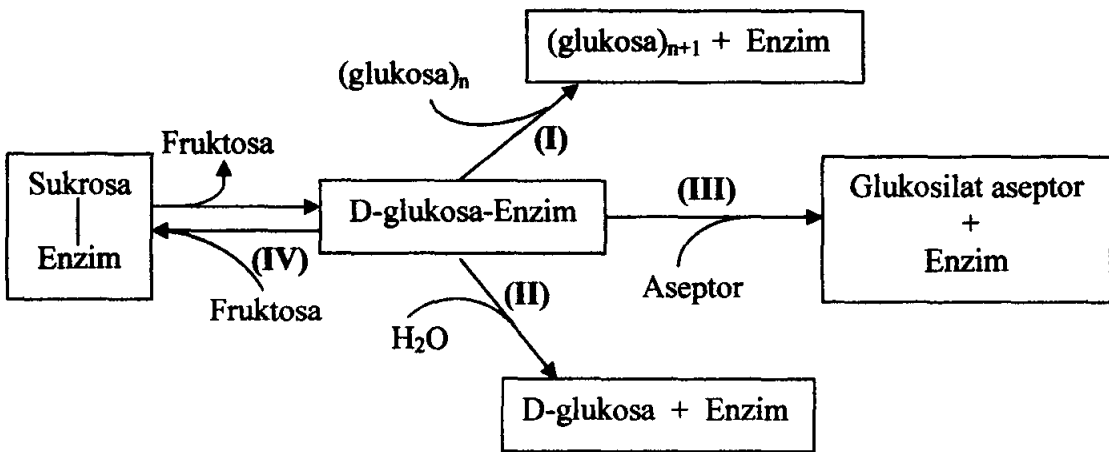 (glukosa)ₙ₊₁ + Enzim
(glukosa)ₙ
(I)
Fruktosa
Sukrosa
Enzim
D-glukosa-Enzim
(III)
Glukosilat aseptor
+
Enzim
(IV)
Fruktosa
(II)
Aseptor
H₂O
D-glukosa + Enzim